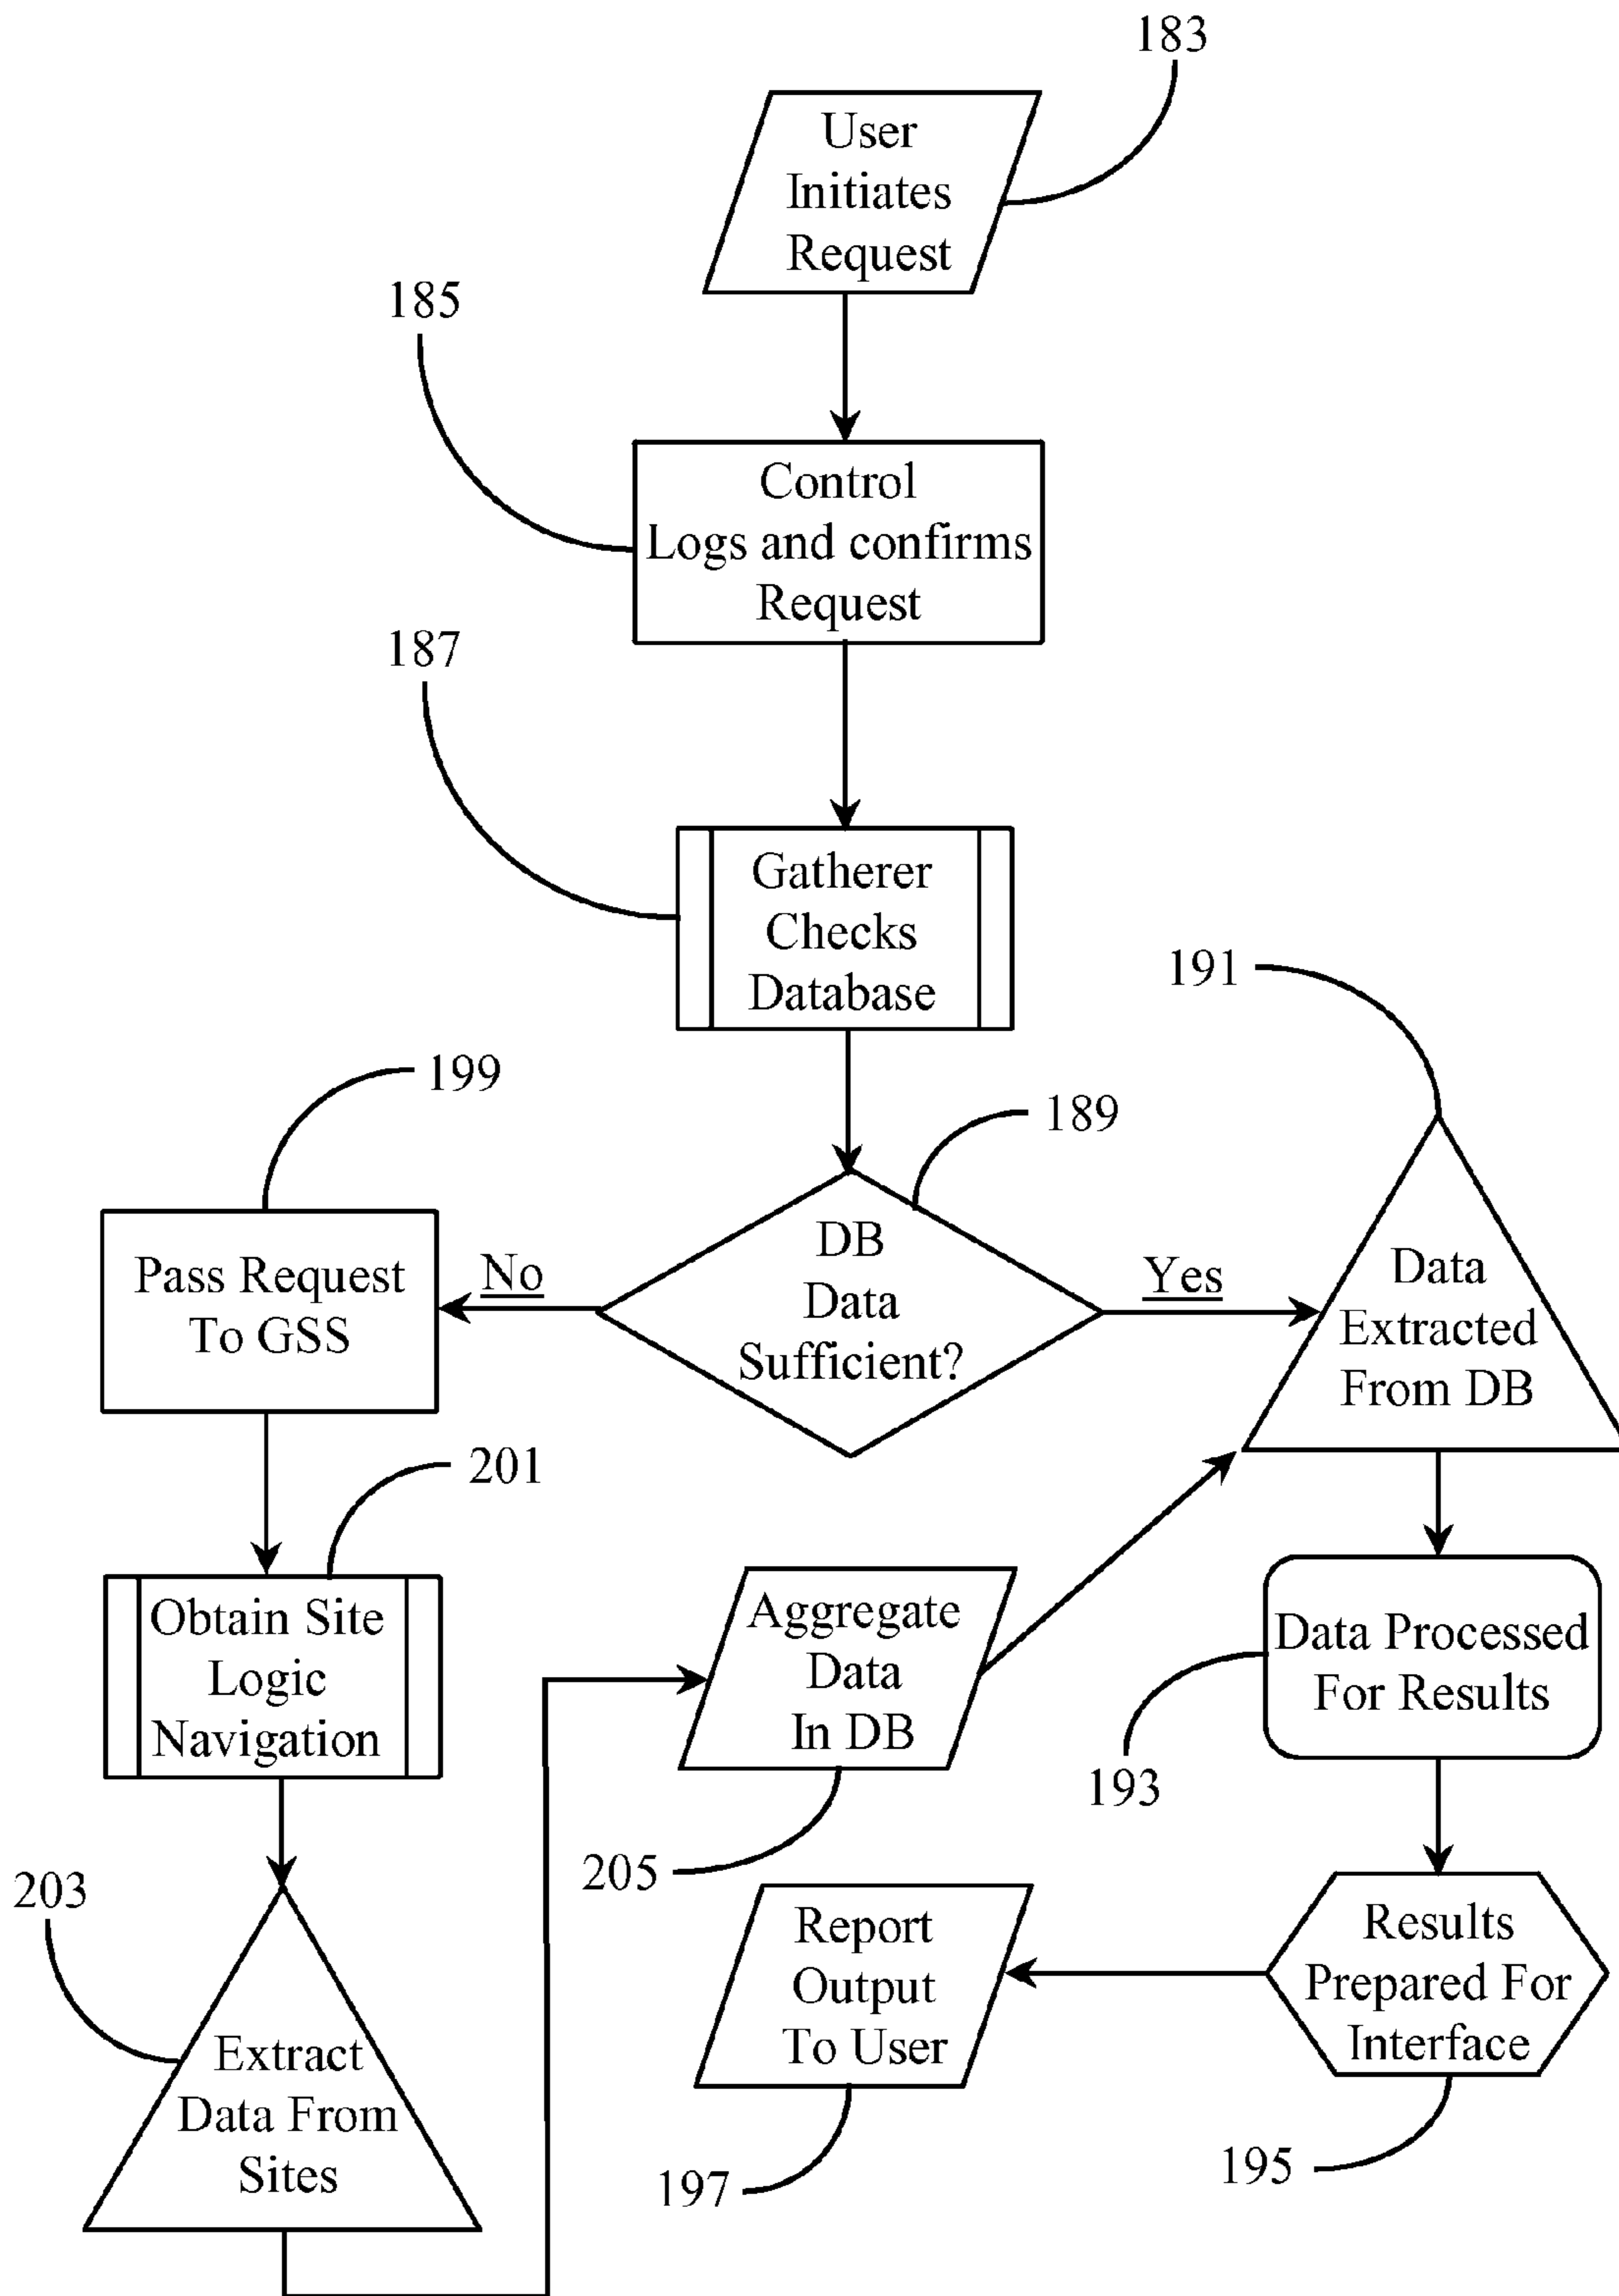 183
User
Initiates
Request
185
Control
Logs and confirms
Request
187
Gatherer
Checks
Database
191
199
189
DB
Data
Sufficient?
No
Yes
Pass Request
To GSS
Data
Extracted
From DB
201
Obtain Site
Logic
Navigation
Aggregate
Data
In DB
Data Processed
For Results
193
205
203
Extract
Data From
Sites
Report
Output
To User
Results
Prepared For
Interface
197
195